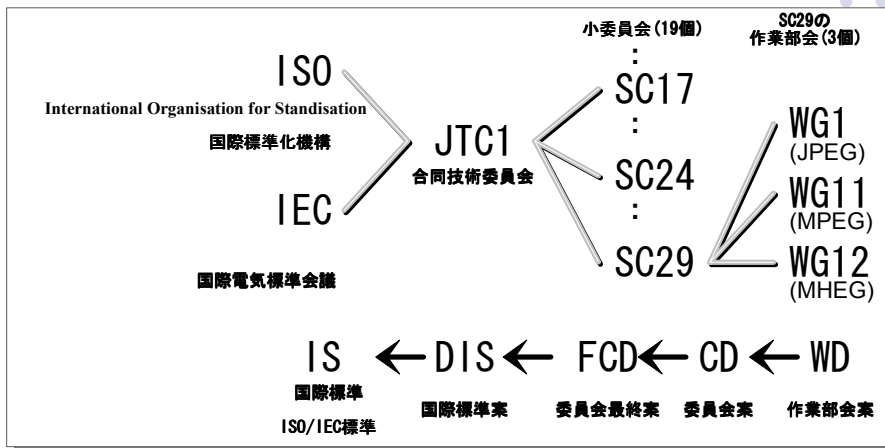 小委員会(19個)
SC29の
作業部会(3個)
:
ISO
SC17
International Organisation for Standisation
:
WG1
国際標準化機構
JTC1
(JPEG)
合同技術委員会
SC24
WG11
IEC
:
(MPEG)
SC29
WG12
国際電気標準会議
(MHEG)
IS ← DIS ← FCD ← CD ← WD
国際標準 国際標準案 委員会最終案 委員会案 作業部会案
ISO/IEC標準